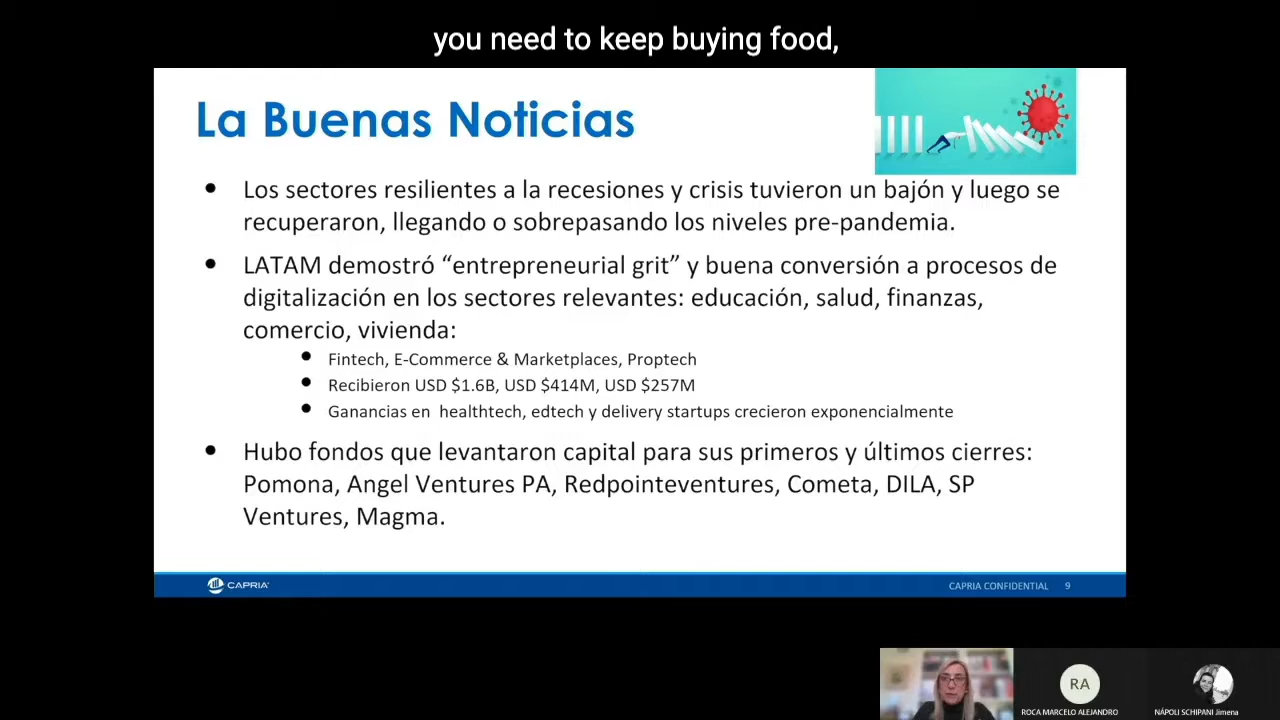 you need to keep buying food,
La Buenas Noticias
• Los sectores resilientes a la recesiones y crisis tuvieron un bajón y luego se
recuperaron, llegando o sobrepasando los niveles pre-pandemia.
• LATAM demostró “entrepreneurial grit” y buena conversión a procesos de
digitalización en los sectores relevantes: educación, salud, finanzas,
comercio, vivienda:
• Fintech, E-Commerce & Marketplaces, Proptech
• Recibieron USD $1.6B, USD $414M, USD $257M
• Ganancias en healthtech, edtech y delivery startups crecieron exponencialmente
• Hubo fondos que levantaron capital para sus primeros y últimos cierres:
Pomona, Angel Ventures PA, Redpointeventures, Cometa, DILA, SP
Ventures, Magma.
CAPRIA
CAPRIA CONFIDENTIAL 9
RA
ROCA MARCELO ALEJANDRO
NÁPOLI SCHIPANI Jimena